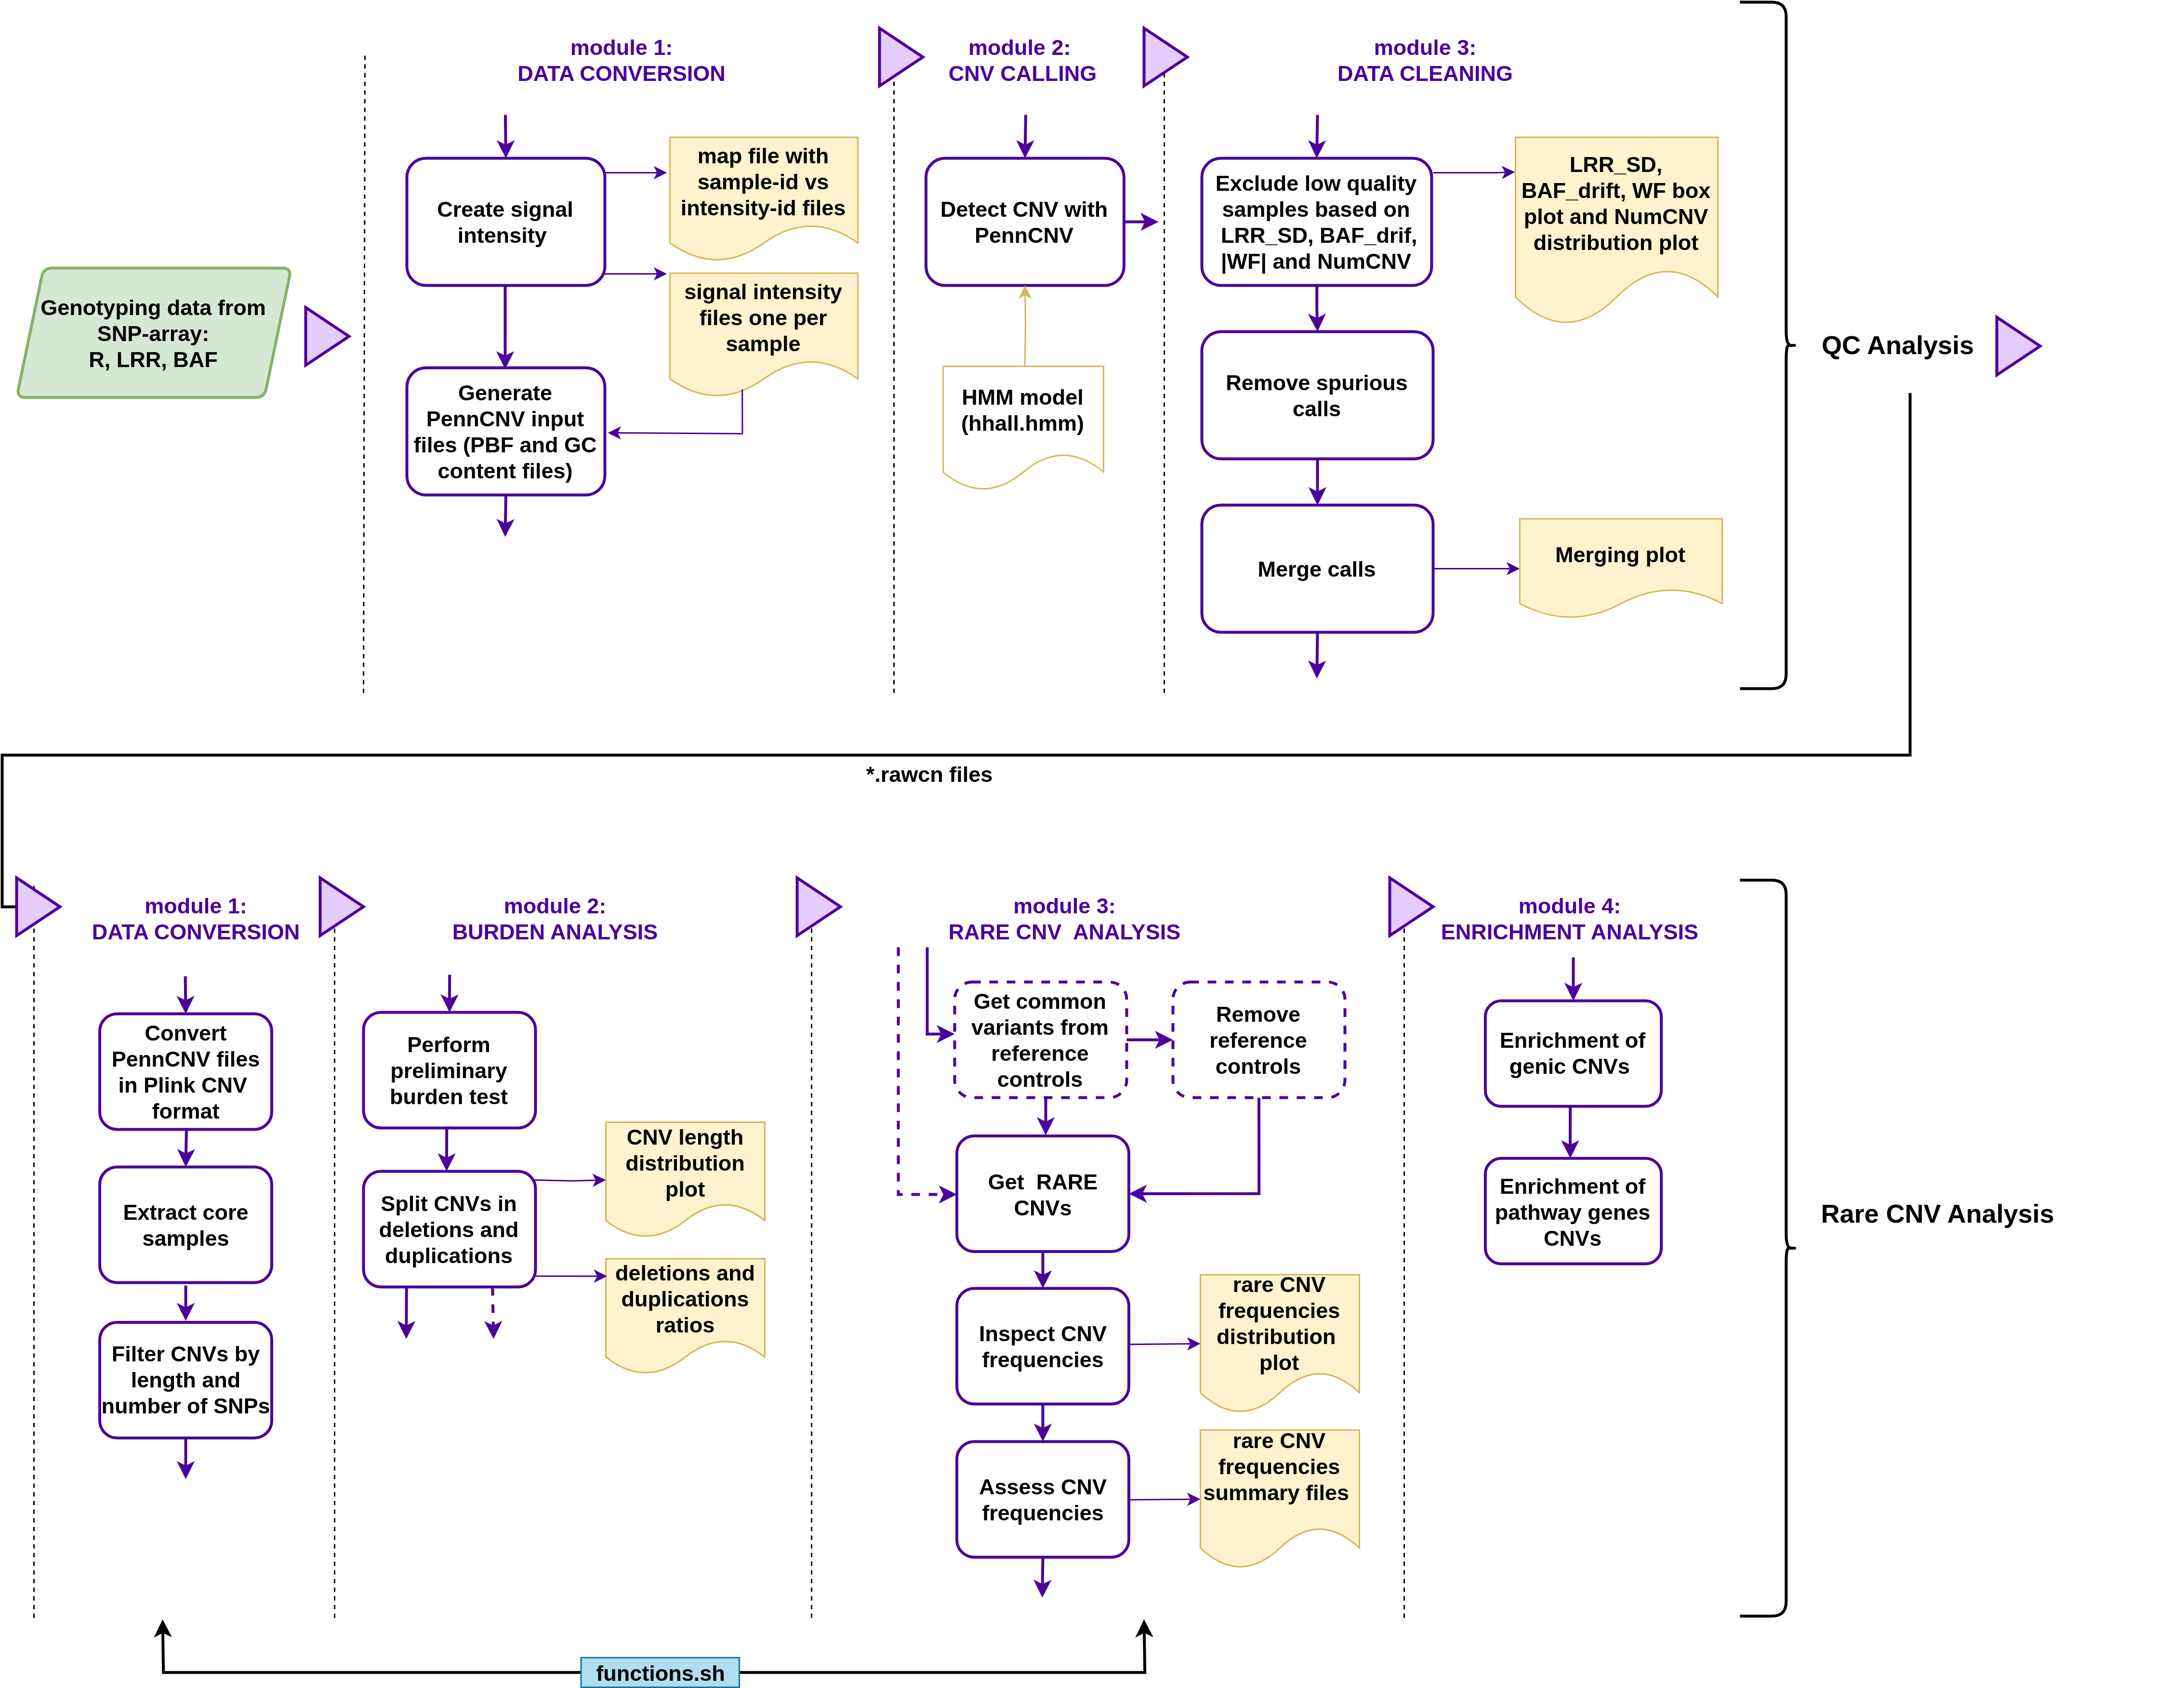 module 1:
DATA CONVERSION
module 2:
CNV CALLING
module 3:
DATA CLEANING
Genotyping data from
SNP-array:
R, LRR, BAF
Create signal
intensity
map file with
sample-id vs
intensity-id files
signal intensity
files one per
sample
Generate
PennCNV input
files (PBF and GC
content files)
Detect CNV with
PennCNV
HMM model
(hhall.hmm)
Exclude low quality
samples based on
LRR_SD, BAF_drif,
|WF| and NumCNV
LRR_SD,
BAF_drift, WF box
plot and NumCNV
distribution plot
Remove spurious
calls
Merge calls
Merging plot
QC Analysis
*.rawcn files
module 1:
DATA CONVERSION
module 2:
BURDEN ANALYSIS
module 3:
RARE CNV  ANALYSIS
module 4:
ENRICHMENT ANALYSIS
Convert
PennCNV files
in Plink CNV
format
Extract core
samples
Filter CNVs by
length and
number of SNPs
Perform
preliminary
burden test
Split CNVs in
deletions and
duplications
CNV length
distribution
plot
deletions and
duplications
ratios
Get common
variants from
reference
controls
Remove
reference
controls
Get  RARE
CNVs
Inspect CNV
frequencies
rare CNV
frequencies
distribution
plot
Assess CNV
frequencies
rare CNV
frequencies
summary files
Enrichment of
genic CNVs
Enrichment of
pathway genes
CNVs
Rare CNV Analysis
functions.sh